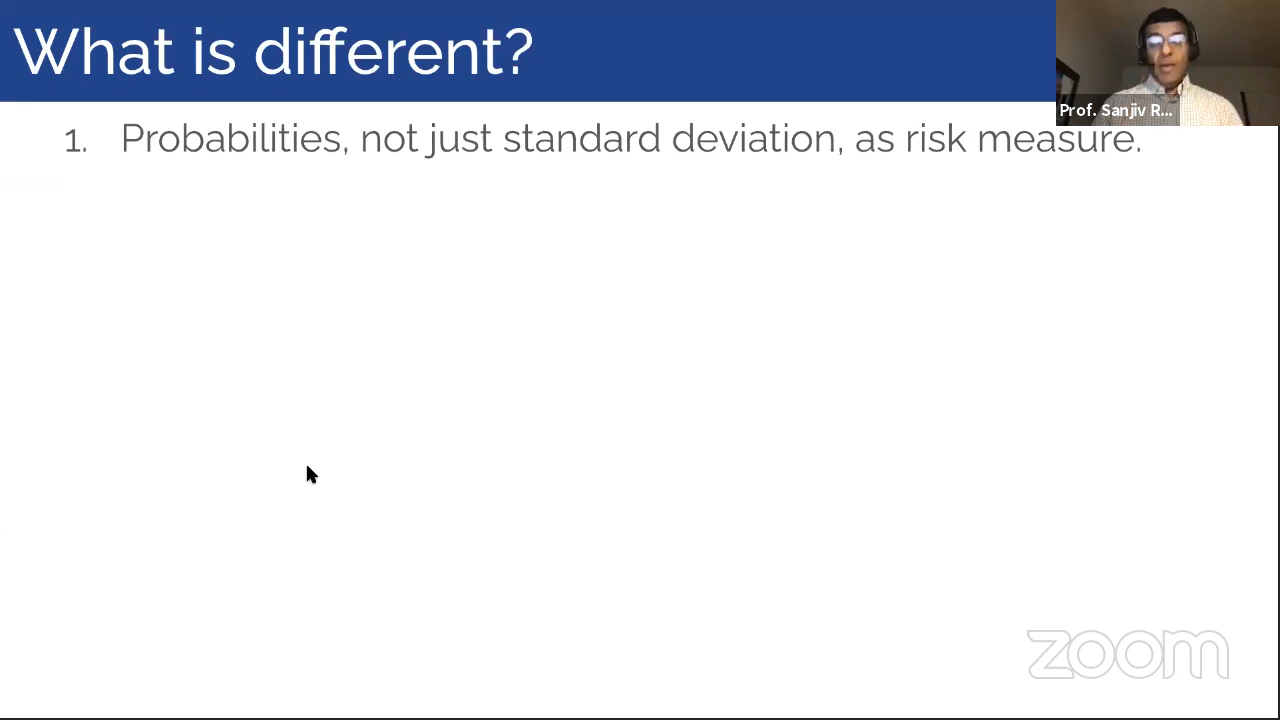 What is different?
Prof. Sanjiv R...
1. Probabilities, not just standard deviation, as risk measure.
zoom